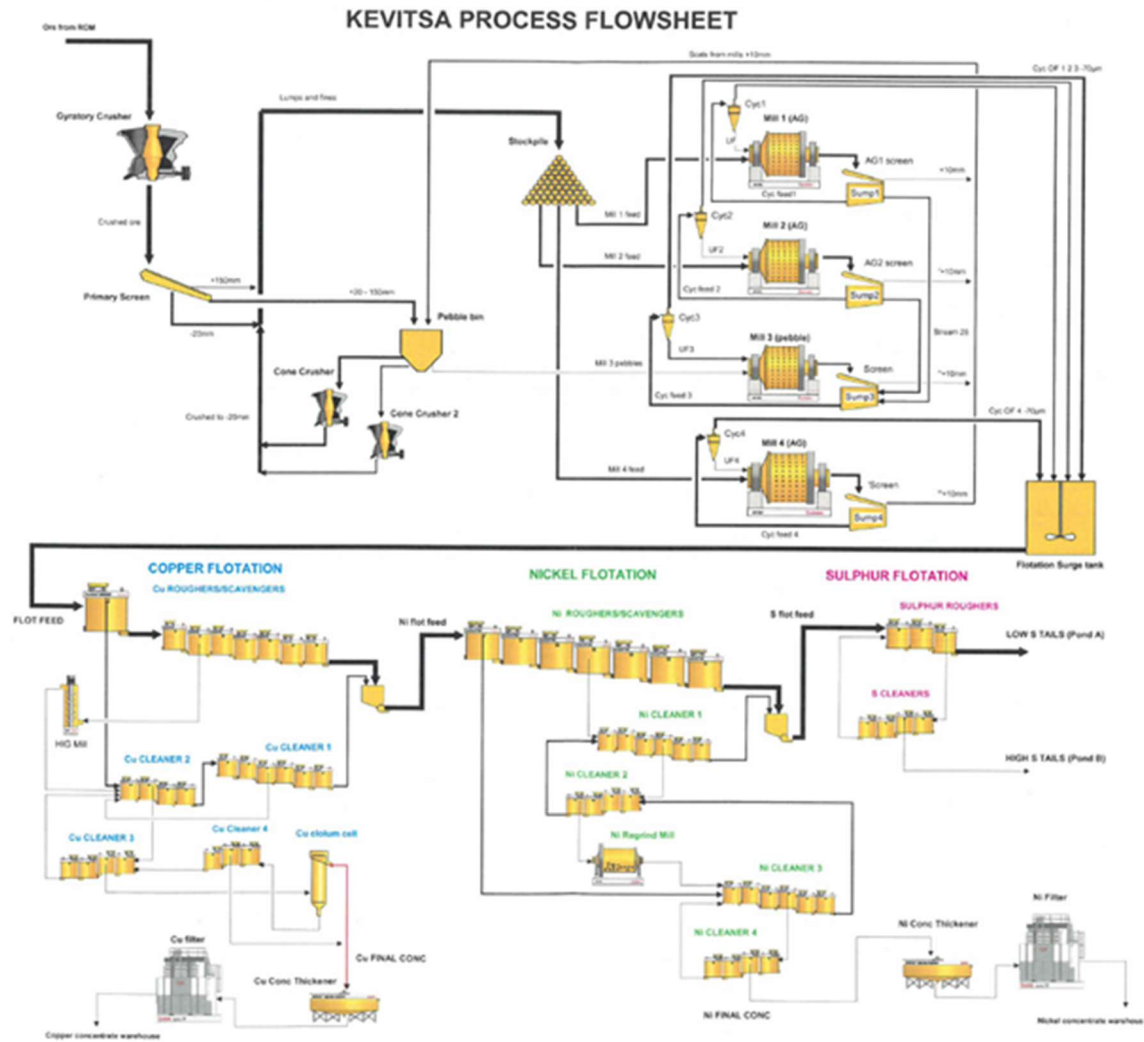 KEVITSA PROCESS FLOWSHEET
Ore from ROM
Scats from mills +10mm
Cyc OF 1 2 3 -70µm
Lumps and fines
Gyratory Crusher
Stockpile
Cyc1
Mill 1 (AG)
UF
AG1 screen
+10mm
Cyc feed1
Sump1
Crushed ore
Mill 1 feed
Cyc2
Mill 2 (AG)
UF2
AG2 screen
Mill 2 feed
"+10mm
Cyc feed 2
Sump2
+150mm
Primary Screen
+20 - 150mm
-20mm
Pebble bin
Cyc3
UF3
Mill 3 (pebble)
Stream 26
Screen
Mill 3 pebbles
"+10mm
Cyc feed 3
Sump3
Cone Crusher
Crushed to -20mm
Cone Crusher 2
Cyc OF 4 -70µm
Cyc4
Mill 4 (AG)
UF4
Mill 4 feed
'Screen
"+10mm
Sump4
Cyc feed 4
Flotation Surge tank
COPPER FLOTATION
NICKEL FLOTATION
SULPHUR FLOTATION
Cu ROUGHERS/SCAVENGERS
Ni ROUGHERS/SCAVENGERS
SULPHUR ROUGHERS
FLOT FEED
Ni flot feed
S flot feed
LOW S TAILS (Pond A)
S CLEANERS
HIG Mill
Ni CLEANER 1
Cu CLEANER 2
Cu CLEANER 1
HIGH S TAILS (Pond B)
Ni CLEANER 2
Cu CLEANER 3
Cu Cleaner 4
Cu clolum cell
Ni Regrind Mill
Ni CLEANER 3
Ni CLEANER 4
Ni Conc Thickener
Ni Filter
Cu filter
Cu FINAL CONC
Cu Conc Thickener
Ni FINAL CONC
Copper concentrate warehouse
Nickel concentrate warehous